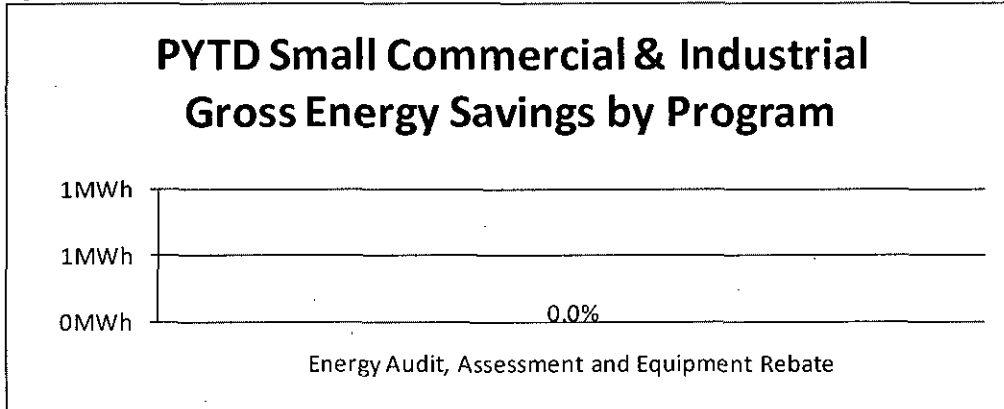 PYTD Small Commercial & Industrial
Gross Energy Savings by Program
1MWh
1MWh
0MWh
0.0%
Energy Audit, Assessment and Equipment Rebate